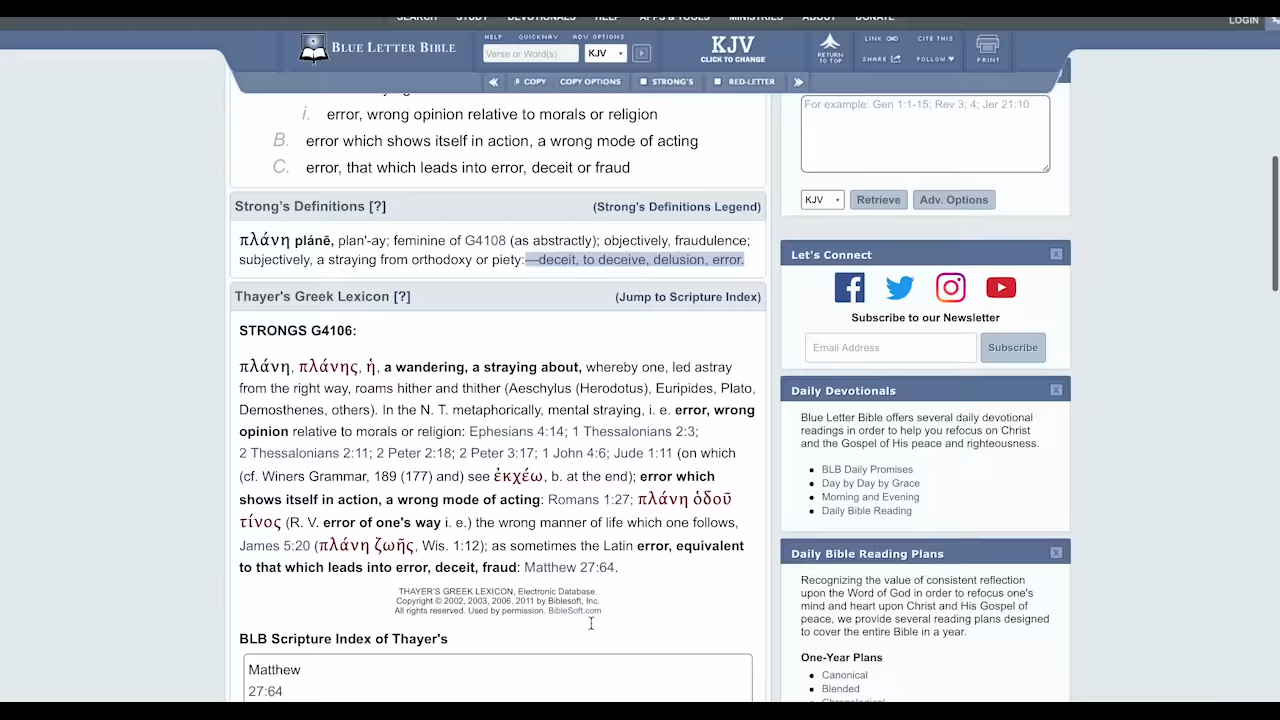 SEARCH STUDY DEVOTIONALS HELP APPS & TOOLS MINISTRIES ABOUT DONATE
LOGIN
BLUE LETTER BIBLE
HELP QUICKNAV ADV OPTIONS
Verse or Word(s)
KJV
KJV
CLICK TO CHANGE
RETURN
TO TOP
LINK
CITE THIS
SHARE
FOLLOW
PRINT
COPY COPY OPTIONS STRONG'S RED-LETTER
i. error, wrong opinion relative to morals or religion
B. error which shows itself in action, a wrong mode of acting
C. error, that which leads into error, deceit or fraud
Strong's Definitions [?] (Strong's Definitions Legend)
πλάνη plánē, plan'-ay; feminine of G4108 (as abstractly); objectively, fraudulence;
subjectively, a straying from orthodoxy or piety:—deceit, to deceive, delusion, error.
Thayer's Greek Lexicon [?] (Jump to Scripture Index)
STRONGS G4106:
πλάνη, πλάνης, ἡ, a wandering, a straying about, whereby one, led astray
from the right way, roams hither and thither (Aeschylus (Herodotus), Euripides, Plato,
Demosthenes, others). In the N. T. metaphorically, mental straying, i. e. error, wrong
opinion relative to morals or religion: Ephesians 4:14; 1 Thessalonians 2:3;
2 Thessalonians 2:11; 2 Peter 2:18; 2 Peter 3:17; 1 John 4:6; Jude 1:11 (on which
(cf. Winers Grammar, 189 (177) and) see ἐκχέω, b. at the end); error which
shows itself in action, a wrong mode of acting: Romans 1:27; πλάνη ὁδοῦ
τίνος (R. V. error of one's way i. e.) the wrong manner of life which one follows,
James 5:20 (πλάνη ζωῆς, Wis. 1:12); as sometimes the Latin error, equivalent
to that which leads into error, deceit, fraud: Matthew 27:64.
THAYER'S GREEK LEXICON, Electronic Database.
Copyright © 2002, 2003, 2006, 2011 by Biblesoft, Inc.
All rights reserved. Used by permission. BibleSoft.com
BLB Scripture Index of Thayer's
Matthew
27:64
For example: Gen 1:1-15; Rev 3; 4; Jer 21:10
KJV Retrieve Adv. Options
Let's Connect
Subscribe to our Newsletter
Email Address Subscribe
Daily Devotionals
Blue Letter Bible offers several daily devotional
readings in order to help you refocus on Christ
and the Gospel of His peace and righteousness.
BLB Daily Promises
Day by Day by Grace
Morning and Evening
Daily Bible Reading
Daily Bible Reading Plans
Recognizing the value of consistent reflection
upon the Word of God in order to refocus one's
mind and heart upon Christ and His Gospel of
peace, we provide several reading plans designed
to cover the entire Bible in a year.
One-Year Plans
Canonical
Blended
Chronological